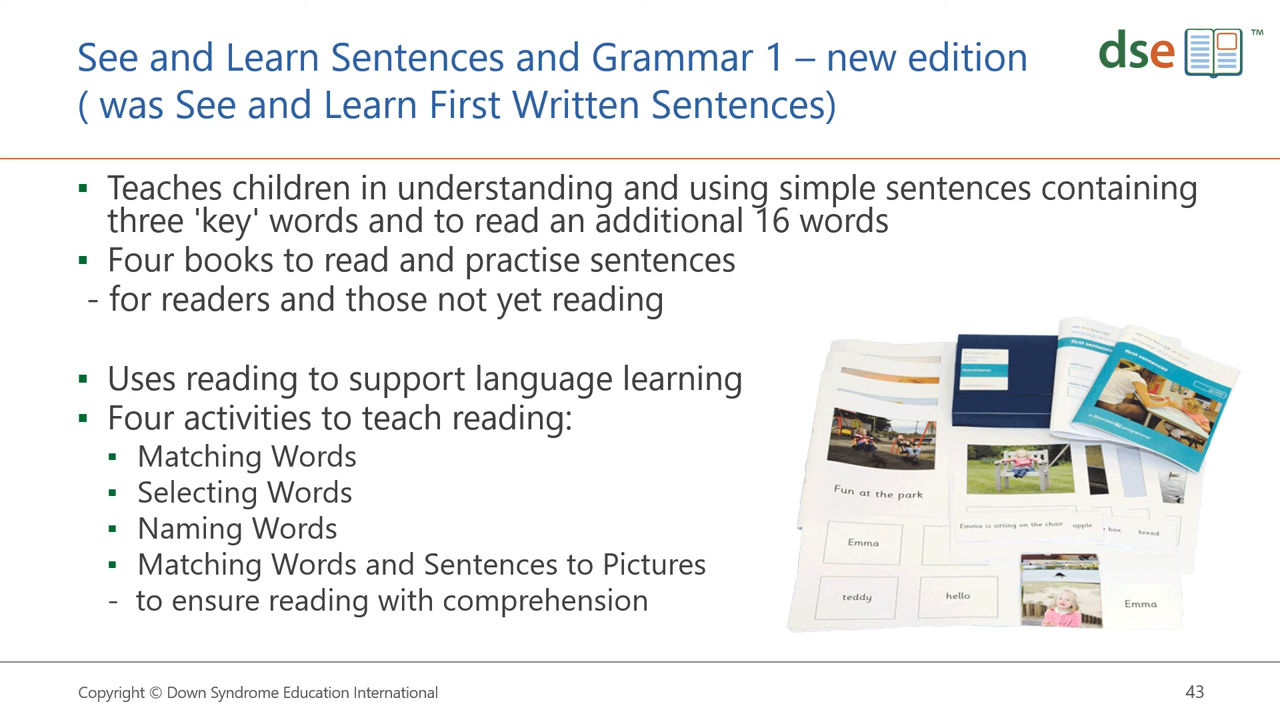 See and Learn Sentences and Grammar 1 – new edition
( was See and Learn First Written Sentences)
dse ™
▪ Teaches children in understanding and using simple sentences containing
three 'key' words and to read an additional 16 words
▪ Four books to read and practise sentences
- for readers and those not yet reading
▪ Uses reading to support language learning
▪ Four activities to teach reading:
▪ Matching Words
▪ Selecting Words
▪ Naming Words
▪ Matching Words and Sentences to Pictures
- to ensure reading with comprehension
first sentences
Fun at the park
Emma is sitting on the chair
apple
box
bread
Emma
teddy
hello
Emma
Copyright © Down Syndrome Education International
43